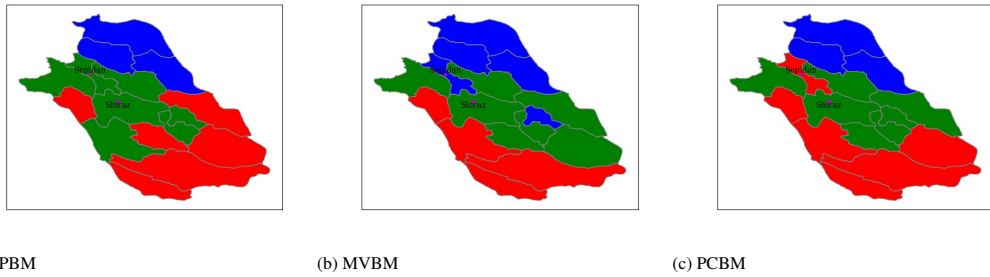 Sepidan
Shiraz
Sepidan
Shiraz
Sepidan
Shiraz
PBM
(b) MVBM
(c) PCBM